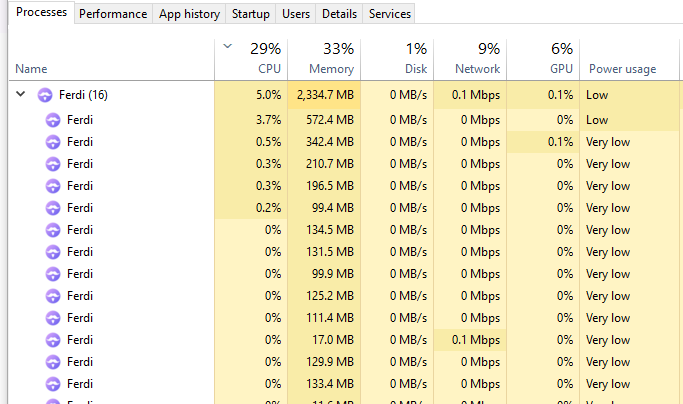 Processes Performance App history Startup Users Details Services
29% 33% 1% 9% 6%
Name CPU Memory Disk Network GPU Power usage
Ferdi (16) 5.0% 2,334.7 MB 0 MB/s 0.1 Mbps 0.1% Low
Ferdi 3.7% 572.4 MB 0 MB/s 0 Mbps 0% Low
Ferdi 0.5% 342.4 MB 0 MB/s 0 Mbps 0.1% Very low
Ferdi 0.3% 210.7 MB 0 MB/s 0 Mbps 0% Very low
Ferdi 0.3% 196.5 MB 0 MB/s 0 Mbps 0% Very low
Ferdi 0.2% 99.4 MB 0 MB/s 0 Mbps 0% Very low
Ferdi 0% 134.5 MB 0 MB/s 0 Mbps 0% Very low
Ferdi 0% 131.5 MB 0 MB/s 0 Mbps 0% Very low
Ferdi 0% 99.9 MB 0 MB/s 0 Mbps 0% Very low
Ferdi 0% 125.2 MB 0 MB/s 0 Mbps 0% Very low
Ferdi 0% 111.4 MB 0 MB/s 0 Mbps 0% Very low
Ferdi 0% 17.0 MB 0 MB/s 0.1 Mbps 0% Very low
Ferdi 0% 129.9 MB 0 MB/s 0 Mbps 0% Very low
Ferdi 0% 133.4 MB 0 MB/s 0 Mbps 0% Very low